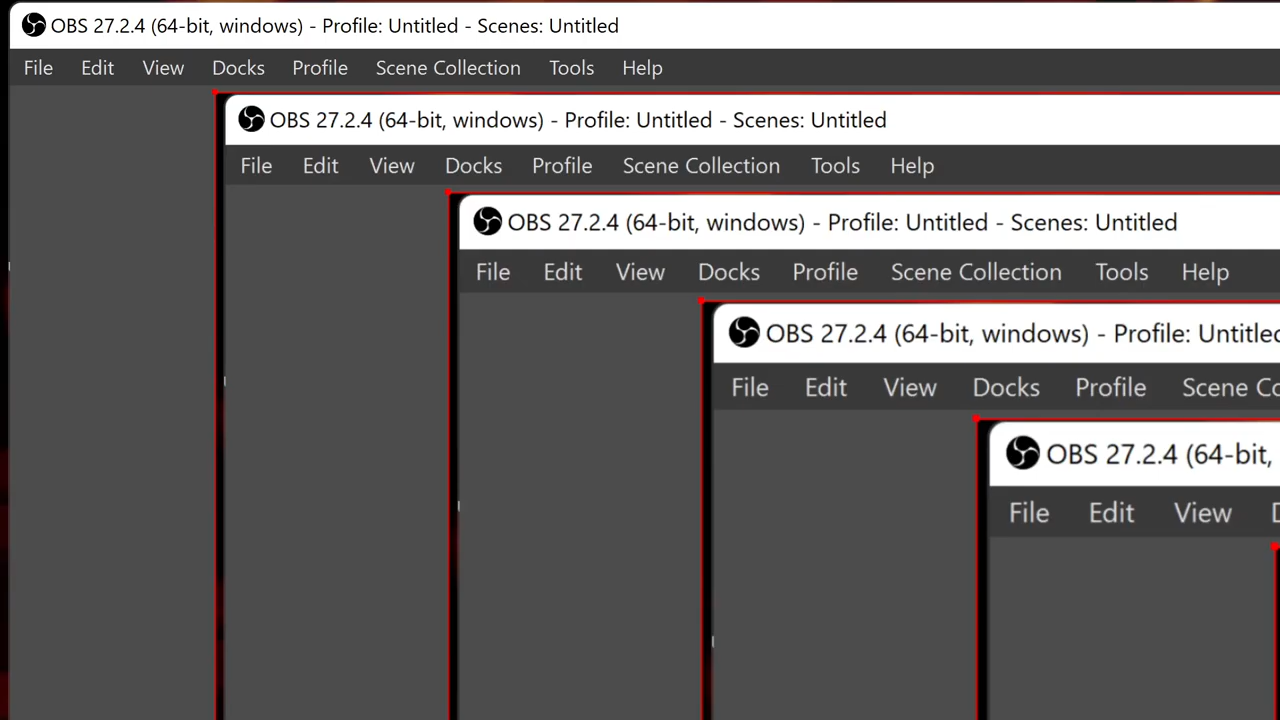 OBS 27.2.4 (64-bit, windows) - Profile: Untitled - Scenes: Untitled
File Edit View Docks Profile Scene Collection Tools Help
OBS 27.2.4 (64-bit, windows) - Profile: Untitled - Scenes: Untitled
File Edit View Docks Profile Scene Collection Tools Help
OBS 27.2.4 (64-bit, windows) - Profile: Untitled - Scenes: Untitled
File Edit View Docks Profile Scene Collection Tools Help
OBS 27.2.4 (64-bit, windows) - Profile: Untitled
File Edit View Docks Profile Scene Co
OBS 27.2.4 (64-bit,
File Edit View D